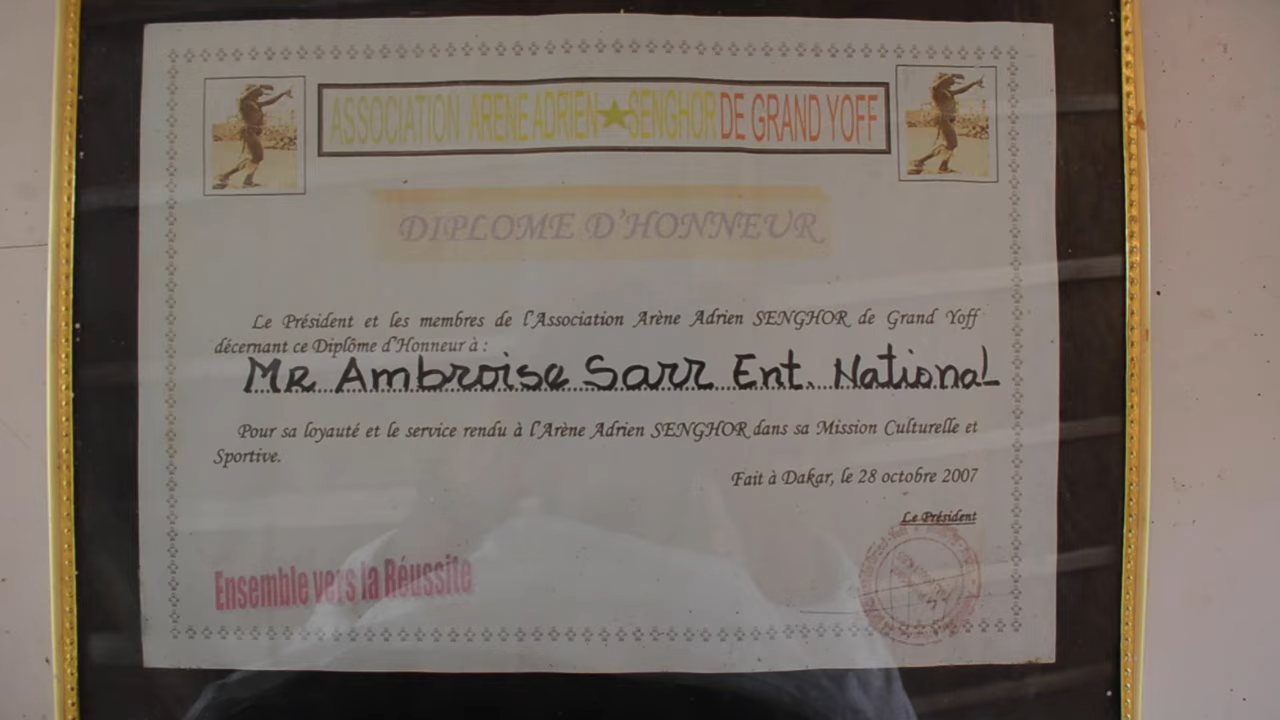 ASSOCIATION ARENE ADRIEN★SENGHOR DE GRAND YOFF
DIPLOME D'HONNEUR
Le Président et les membres de l'Association Arène Adrien SENGHOR de Grand Yoff
décernant ce Diplôme d'Honneur à :
MR Ambroise Sarr Ent. National
Pour sa loyauté et le service rendu à l'Arène Adrien SENGHOR dans sa Mission Culturelle et
Sportive.
Fait à Dakar, le 28 octobre 2007
Le Président
Ensemble vers la Réussite